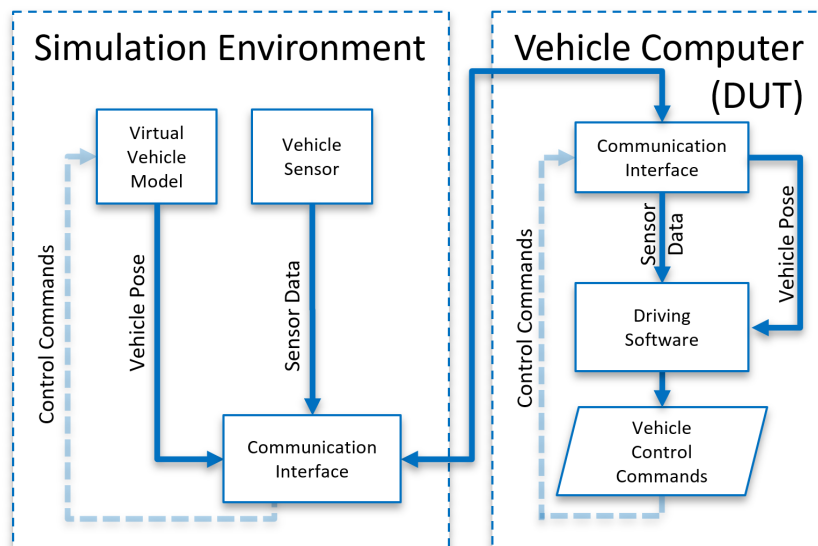 Simulation Environment
Vehicle Computer
(DUT)
Virtual
Vehicle
Model
Vehicle
Sensor
Communication
Interface
Control Commands
Vehicle Pose
Sensor Data
Communication
Interface
Control Commands
Sensor
Data
Vehicle Pose
Driving
Software
Vehicle
Control
Commands